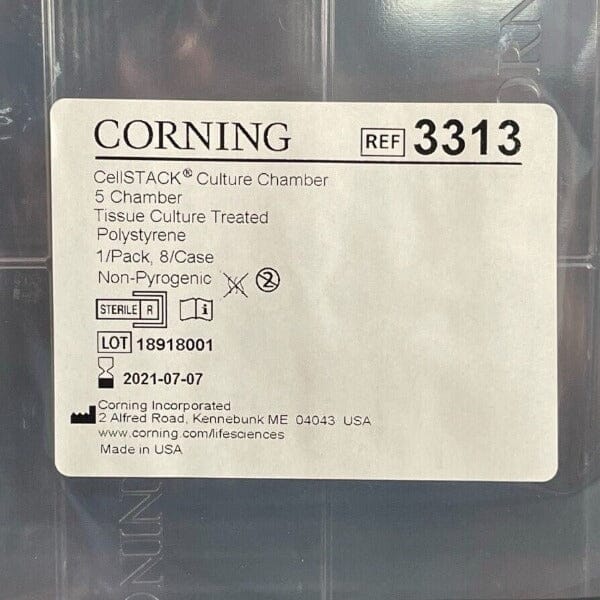 CORNING REF 3313
CellSTACK® Culture Chamber
5 Chamber
Tissue Culture Treated
Polystyrene
1/Pack, 8/Case
Non-Pyrogenic 2
STERILE R i
LOT 18918001
2021-07-07
Corning Incorporated
2 Alfred Road, Kennebunk ME 04043 USA
www.corning.com/lifesciences
Made in USA